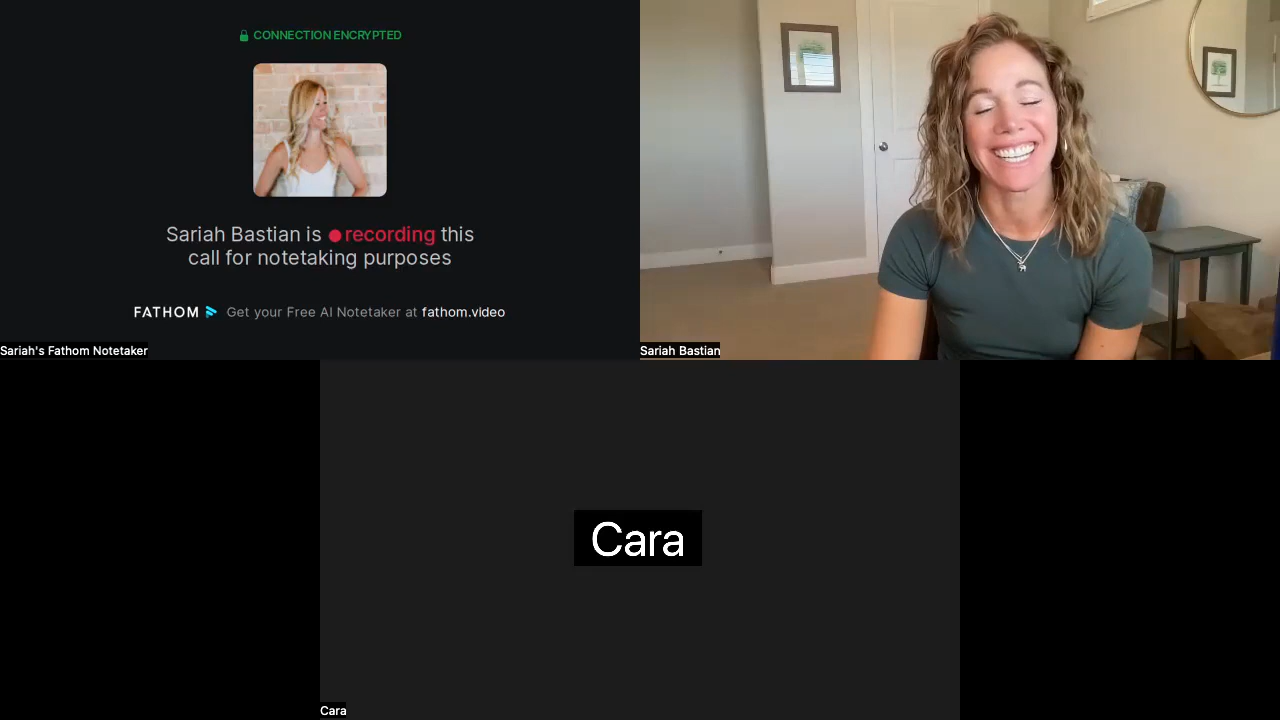 CONNECTION ENCRYPTED
Sariah Bastian is recording this
call for notetaking purposes
FATHOM Get your Free AI Notetaker at fathom.video
Sariah's Fathom Notetaker
Sariah Bastian
Cara
Cara